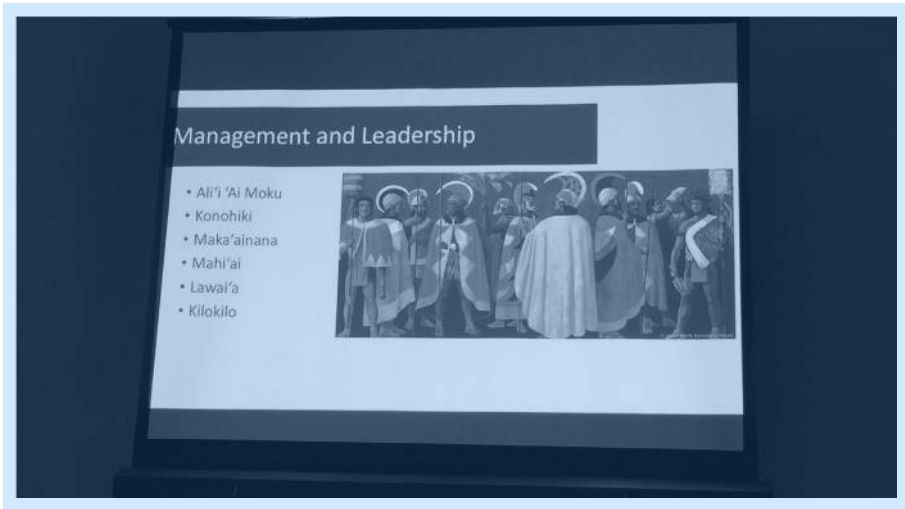 Management and Leadership
• Ali'i 'Ai Moku
• Konohiki
• Maka'ainana
• Mahi'ai
• Lawai'a
• Kilokilo